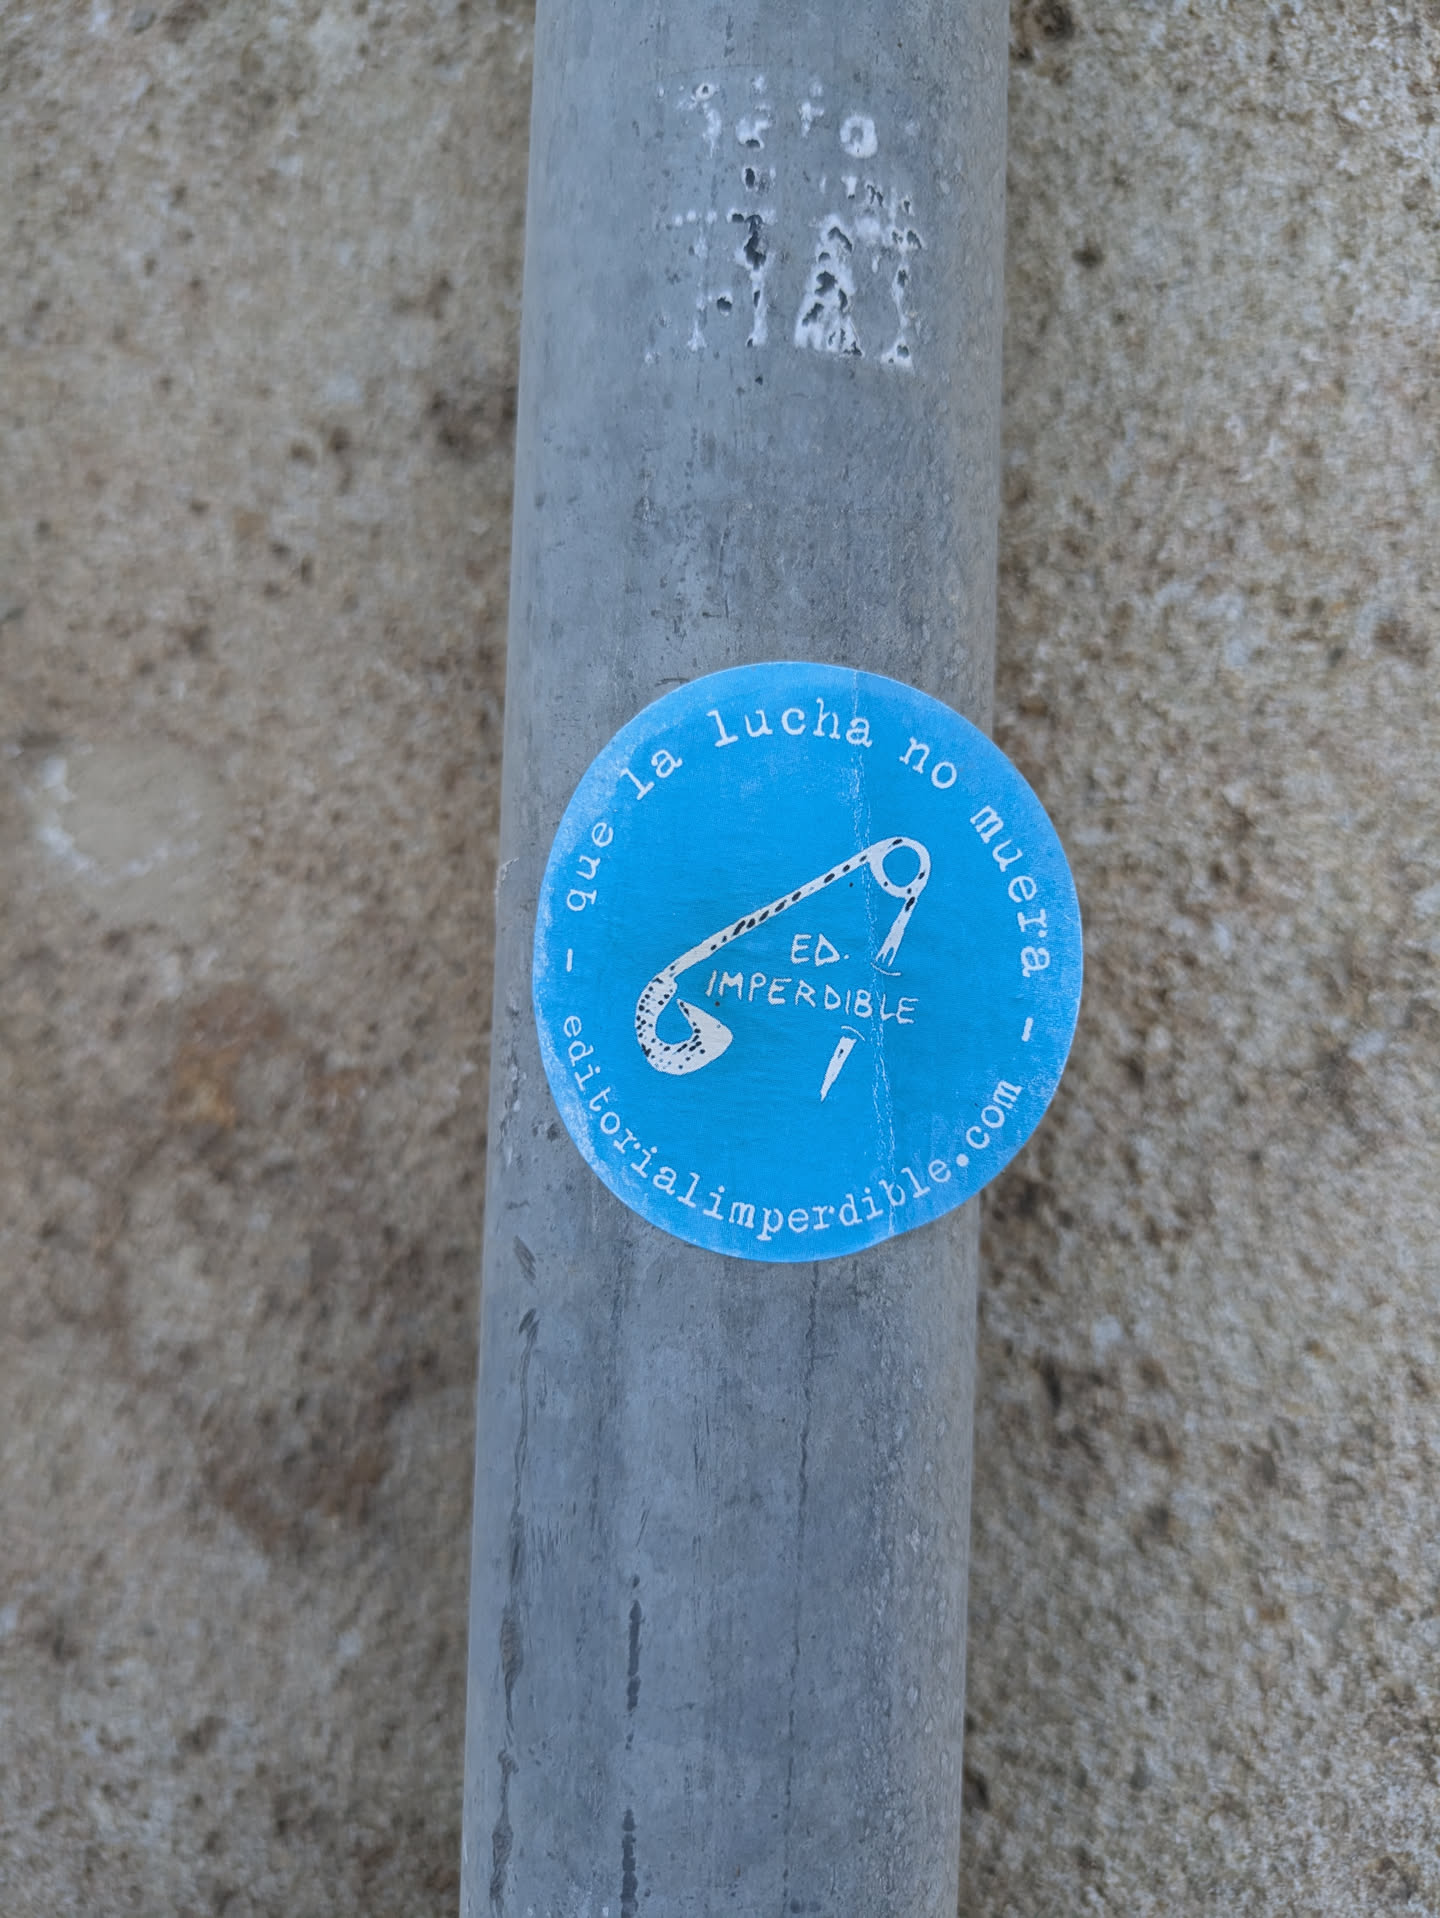 - que la lucha no muera -
ED.
IMPERDIBLE
editorialimperdible.com